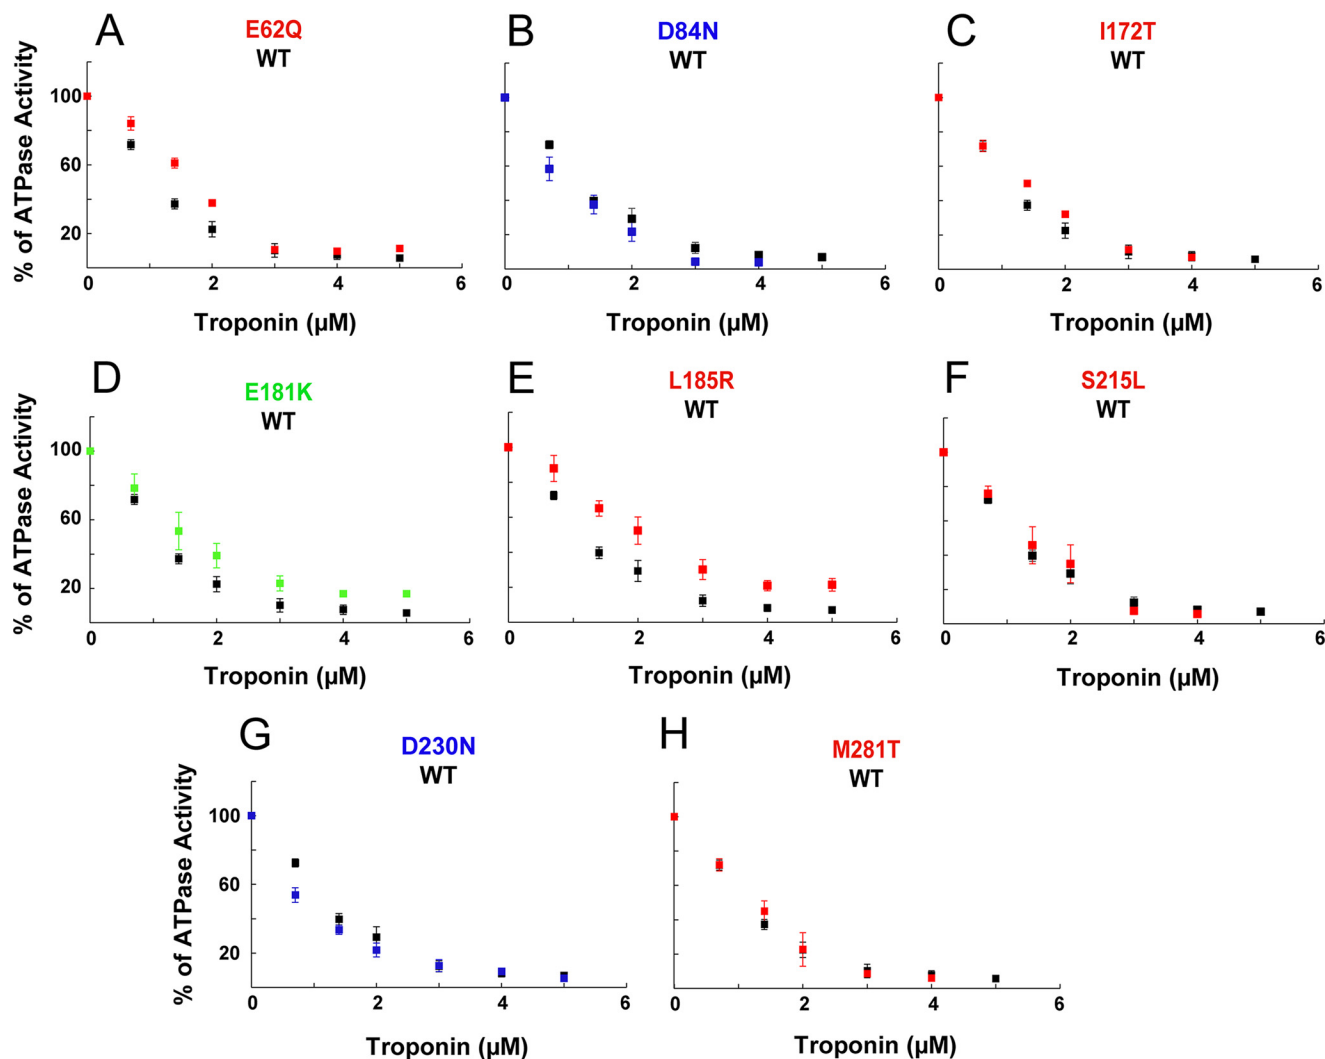 A
E62Q
WT
% of ATPase Activity
100
60
20
0 2 4 6
Troponin (µM)
B
D84N
WT
0 2 4 6
Troponin (µM)
C
I172T
WT
0 2 4 6
Troponin (µM)
D
E181K
WT
% of ATPase Activity
100
60
20
0 2 4 6
Troponin (µM)
E
L185R
WT
0 2 4 6
Troponin (µM)
F
S215L
WT
0 2 4 6
Troponin (µM)
G
D230N
WT
% of ATPase Activity
100
60
20
0 2 4 6
Troponin (µM)
H
M281T
WT
0 2 4 6
Troponin (µM)